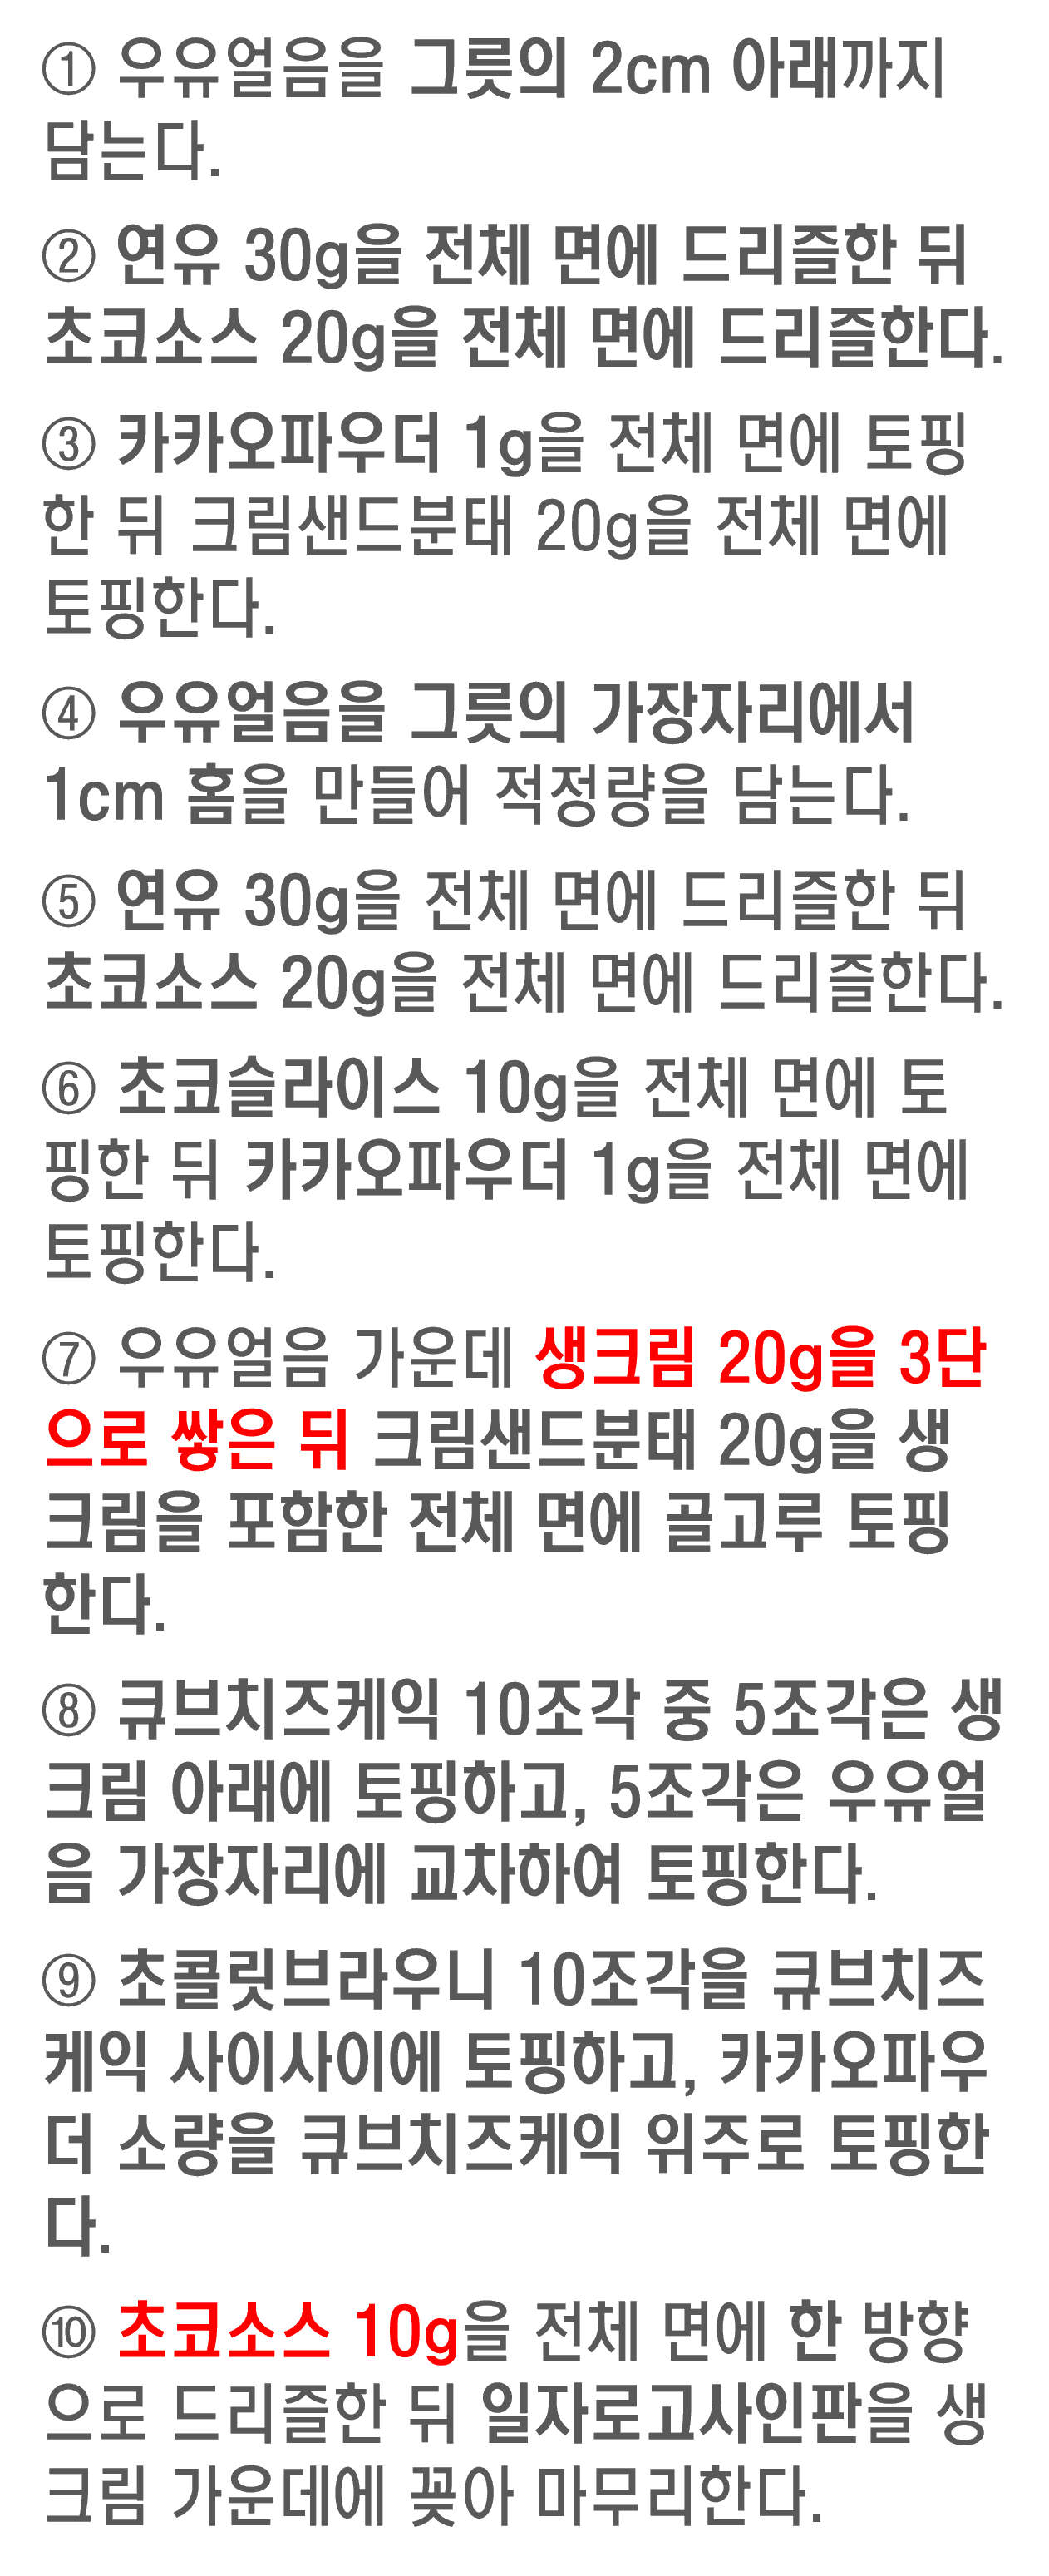 ① 우유얼음을 그릇의 2cm 아래까지
담는다.
② 연유 30g을 전체 면에 드리즐한 뒤
초코소스 20g을 전체 면에 드리즐한다.
③ 카카오파우더 1g을 전체 면에 토핑
한 뒤 크림샌드분태 20g을 전체 면에
토핑한다.
④ 우유얼음을 그릇의 가장자리에서
1cm 홈을 만들어 적정량을 담는다.
⑤ 연유 30g을 전체 면에 드리즐한 뒤
초코소스 20g을 전체 면에 드리즐한다.
⑥ 초코슬라이스 10g을 전체 면에 토
핑한 뒤 카카오파우더 1g을 전체 면에
토핑한다.
⑦ 우유얼음 가운데 생크림 20g을 3단
으로 쌓은 뒤 크림샌드분태 20g을 생
크림을 포함한 전체 면에 골고루 토핑
한다.
⑧ 큐브치즈케익 10조각 중 5조각은 생
크림 아래에 토핑하고, 5조각은 우유얼
음 가장자리에 교차하여 토핑한다.
⑨ 초콜릿브라우니 10조각을 큐브치즈
케익 사이사이에 토핑하고, 카카오파우
더 소량을 큐브치즈케익 위주로 토핑한
다.
⑩ 초코소스 10g을 전체 면에 한 방향
으로 드리즐한 뒤 일자로고사인판을 생
크림 가운데에 꽂아 마무리한다.